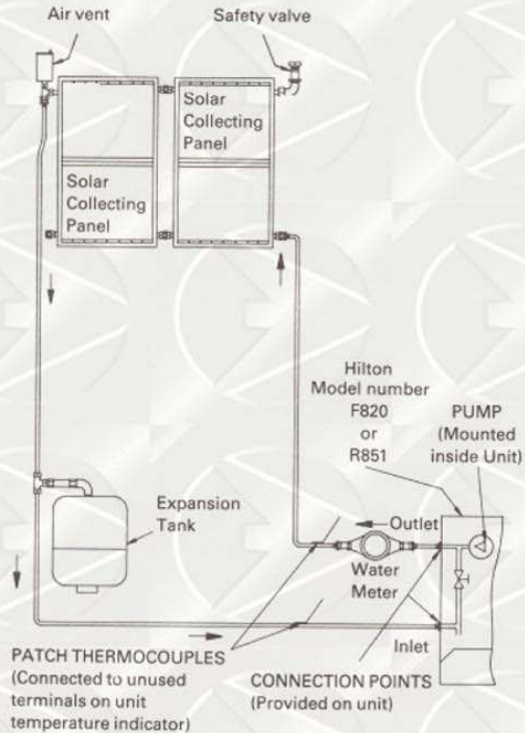 Air vent
Safety valve
Solar
Collecting
Panel
Solar
Collecting
Panel
Hilton
Model number
F820
or
R851
PUMP
(Mounted
inside Unit)
Expansion
Tank
Outlet
Water
Meter
Inlet
PATCH THERMOCOUPLES
(Connected to unused
terminals on unit
temperature indicator)
CONNECTION POINTS
(Provided on unit)